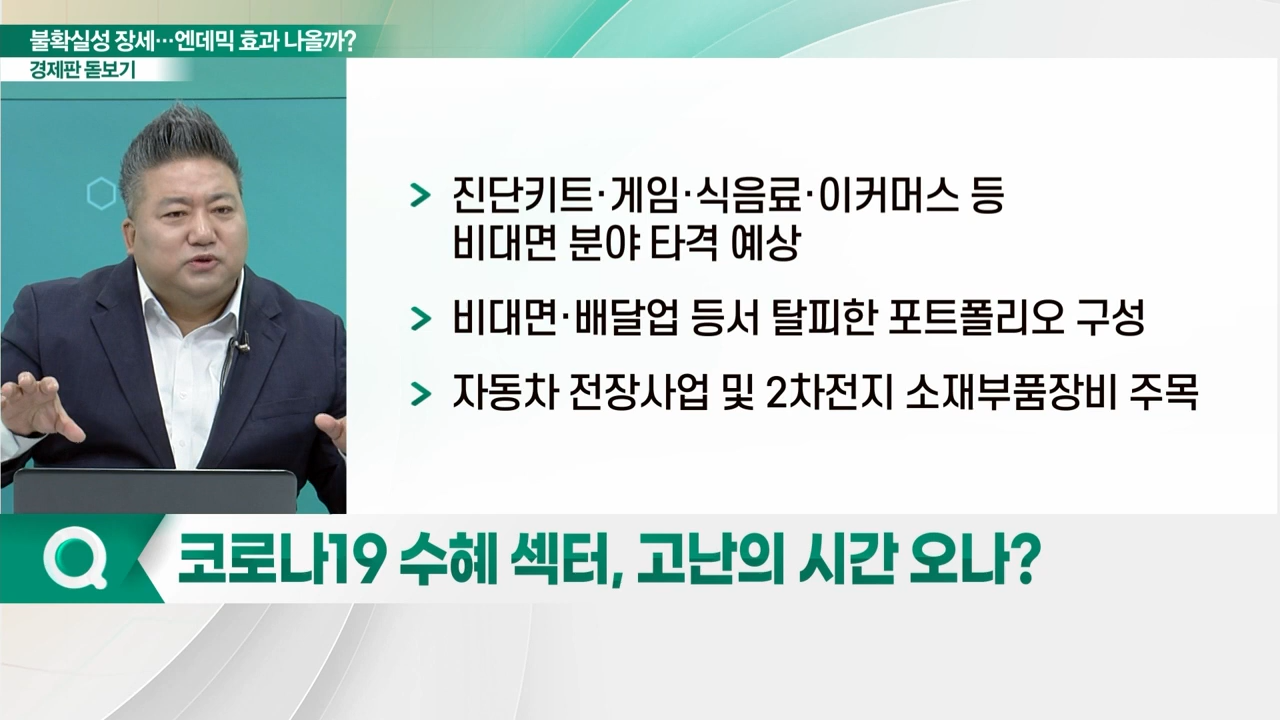 불확실성 장세…엔데믹 효과 나올까?
경제판 돋보기
> 진단키트·게임·식음료·이커머스 등
비대면 분야 타격 예상
> 비대면·배달업 등서 탈피한 포트폴리오 구성
> 자동차 전장사업 및 2차전지 소재부품장비 주목
Q 코로나19 수혜 섹터, 고난의 시간 오나?